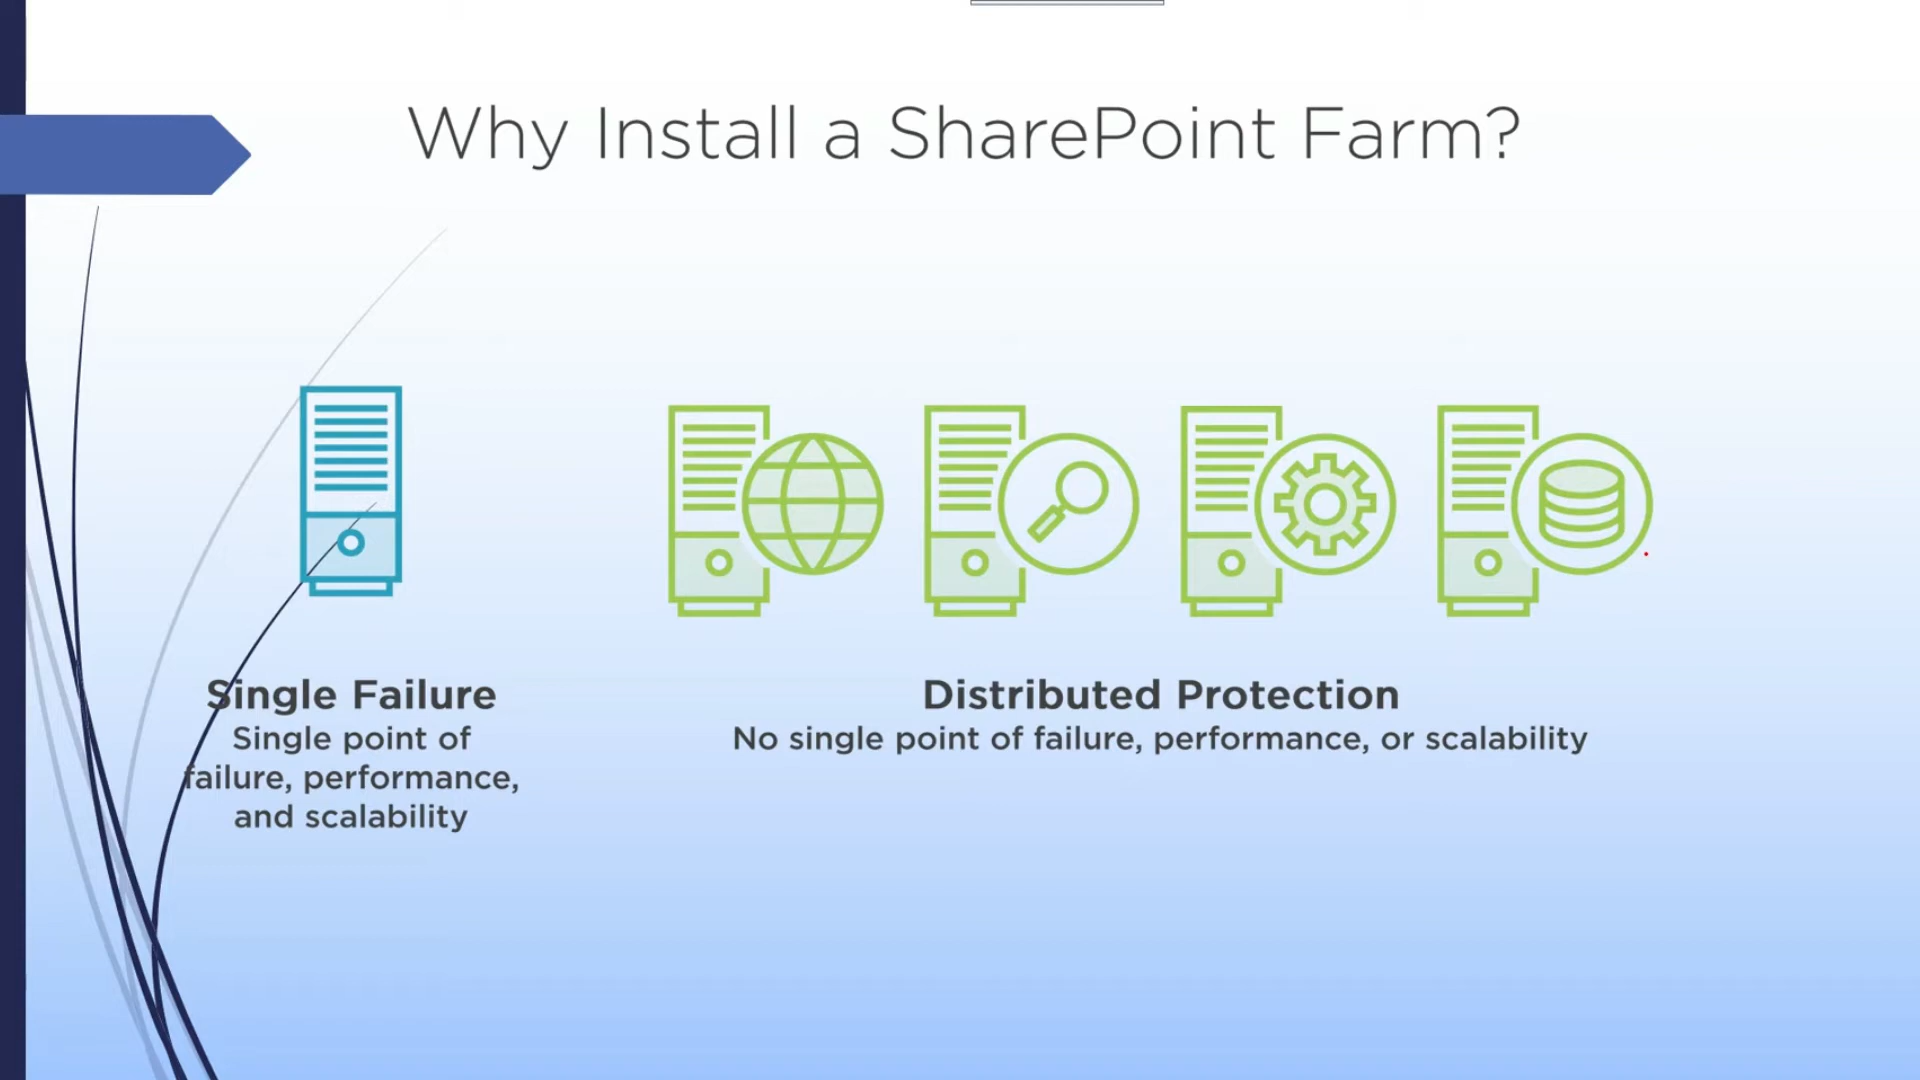 Why Install a SharePoint Farm?
Single Failure
Single point of
failure, performance,
and scalability
Distributed Protection
No single point of failure, performance, or scalability